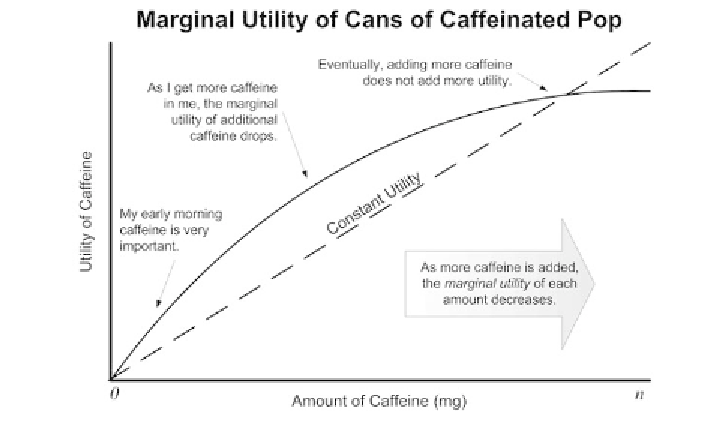 Marginal Utility of Cans of Caffeinated Pop
Eventually, adding more caffeine
does not add more utility.
As I get more caffeine
in me, the marginal
utility of additional
caffeine drops.
Utility of Caffeine
My early morning
caffeine is very
important.
Constant Utility
As more caffeine is added,
the marginal utility of each
amount decreases.
0
Amount of Caffeine (mg)
n